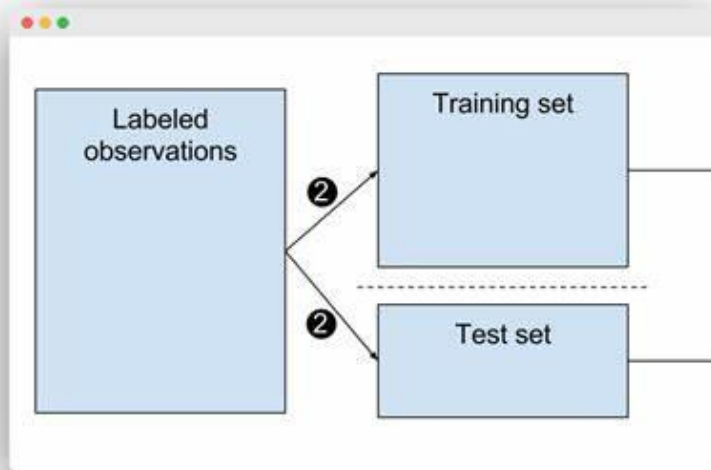 Labeled
observations
Training set
2
2
Test set